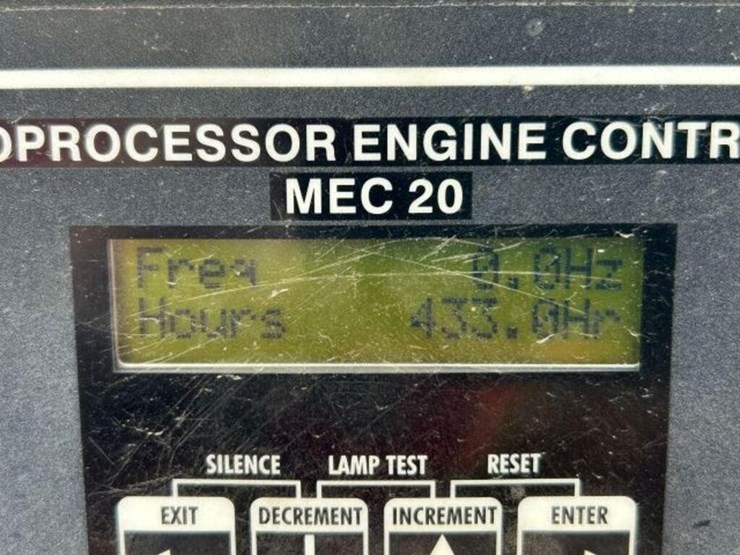 OPROCESSOR ENGINE CONTR
MEC 20
Freq 0.0Hz
Hours 433.0Hr
SILENCE LAMP TEST RESET
EXIT DECREMENT INCREMENT ENTER